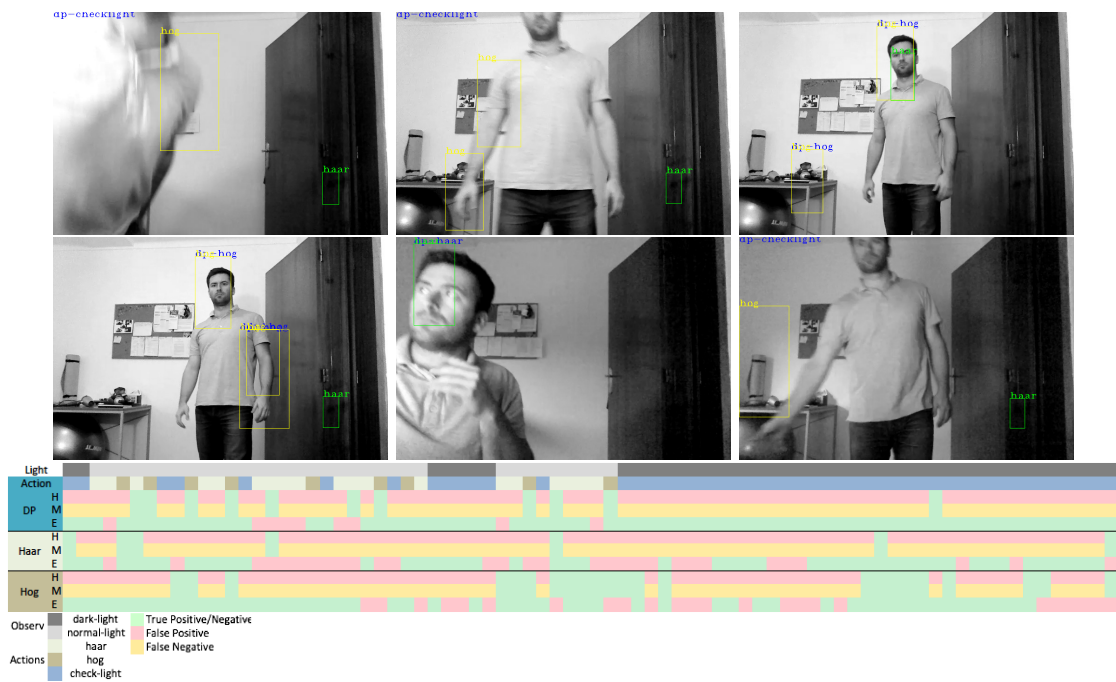 dp-checklight
hog
haar
dp-checklight
hog
haar
dp-hog
haar
dp-hog
dp-hog
haar
dp-haar
dp-checklight
hog
haar
Light
Action
DP
H
M
E
Haar
H
M
E
Hog
H
M
E
Observ
dark-light
normal-light
Actions
haar
hog
check-light
True Positive/Negative
False Positive
False Negative